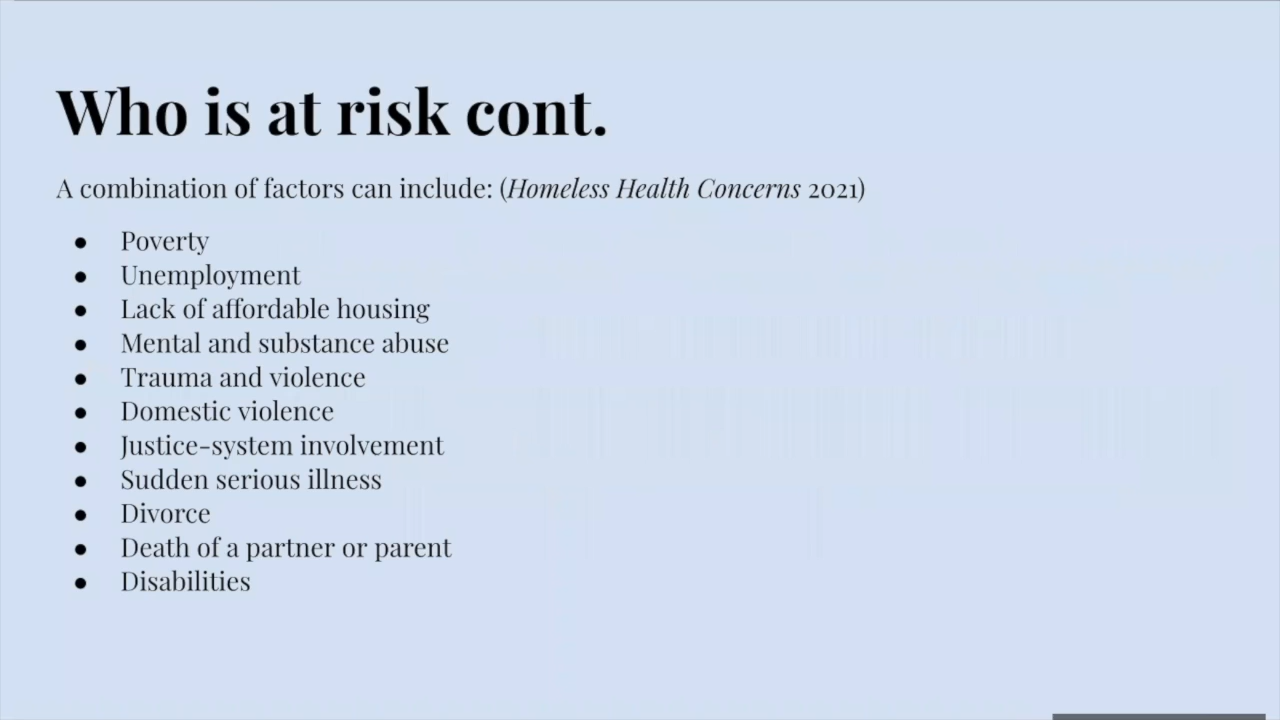 Who is at risk cont.
A combination of factors can include: (Homeless Health Concerns 2021)
● Poverty
● Unemployment
● Lack of affordable housing
● Mental and substance abuse
● Trauma and violence
● Domestic violence
● Justice-system involvement
● Sudden serious illness
● Divorce
● Death of a partner or parent
● Disabilities